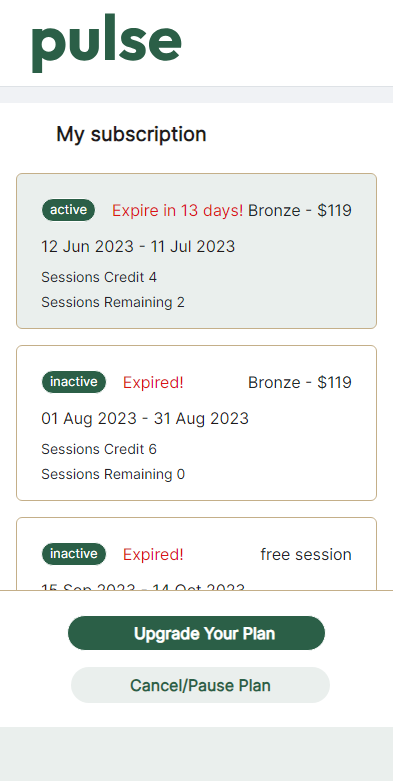 pulse
My subscription
active Expire in 13 days! Bronze - $119
12 Jun 2023 - 11 Jul 2023
Sessions Credit 4
Sessions Remaining 2
inactive Expired! Bronze - $119
01 Aug 2023 - 31 Aug 2023
Sessions Credit 6
Sessions Remaining 0
inactive Expired! free session
15 Sep 2023 - 14 Oct 2023
Upgrade Your Plan
Cancel/Pause Plan